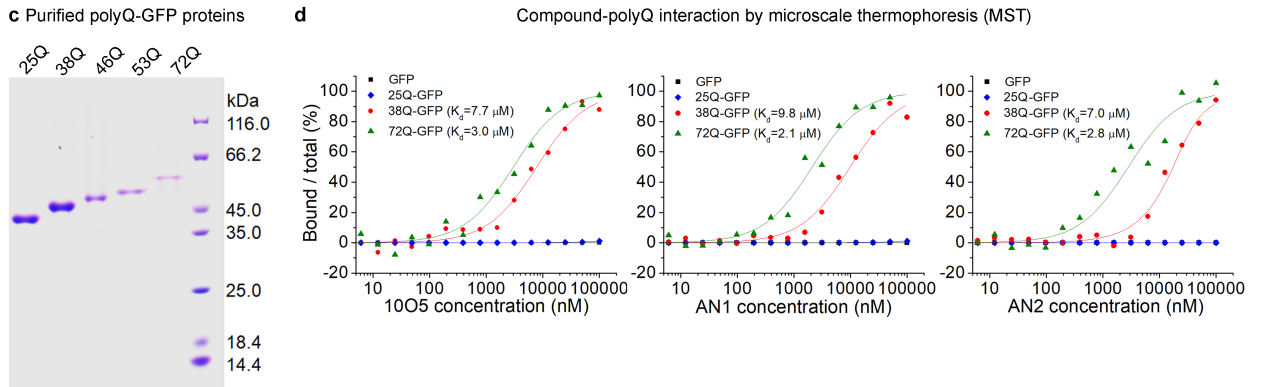 c Purified polyQ-GFP proteins
25Q
38Q
46Q
53Q
72Q
kDa
116.0
66.2
45.0
35.0
25.0
18.4
14.4
d Compound-polyQ interaction by microscale thermophoresis (MST)
Bound / total (%)
100
80
60
40
20
0
-20
GFP
25Q-GFP
38Q-GFP (Kd=7.7 μM)
72Q-GFP (Kd=3.0 μM)
10 100 1000 10000 100000
10O5 concentration (nM)
100
80
60
40
20
0
-20
GFP
25Q-GFP
38Q-GFP (Kd=9.8 μM)
72Q-GFP (Kd=2.1 μM)
10 100 1000 10000 100000
AN1 concentration (nM)
100
80
60
40
20
0
-20
GFP
25Q-GFP
38Q-GFP (Kd=7.0 μM)
72Q-GFP (Kd=2.8 μM)
10 100 1000 10000 100000
AN2 concentration (nM)